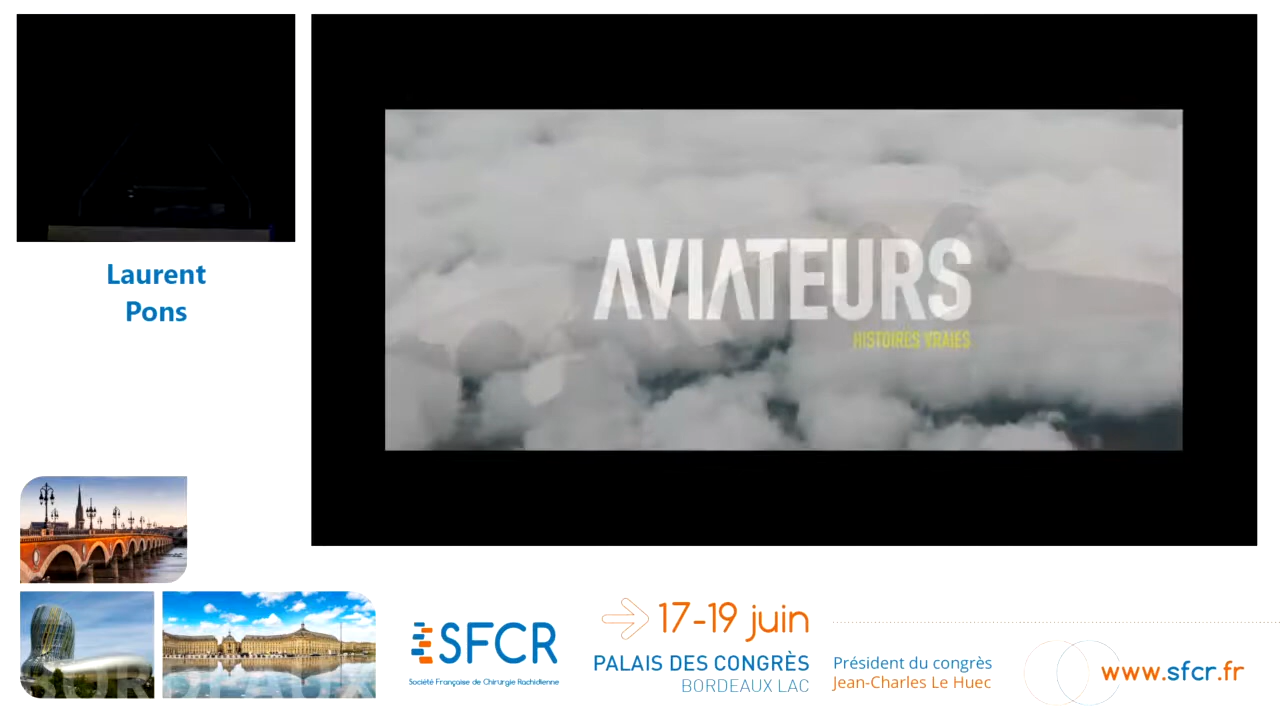 Laurent
Pons
AVIATEURS
HISTOIRES VRAIES
BORDEAUX
SFCR
Société Française de Chirurgie Rachidienne
17-19 juin
PALAIS DES CONGRÈS
BORDEAUX LAC
Président du congrès
Jean-Charles Le Huec
www.sfcr.fr